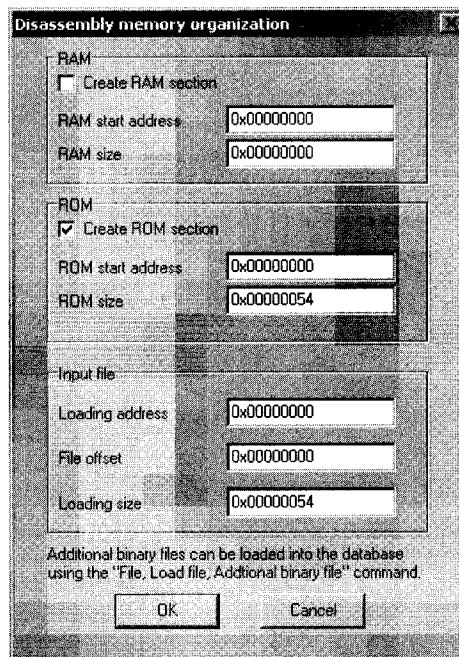 Disassembly memory organization
RAM
Create RAM section
RAM start address 0x00000000
RAM size 0x00000000
ROM
Create ROM section
ROM start address 0x00000000
ROM size 0x00000054
Input file
Loading address 0x00000000
File offset 0x00000000
Loading size 0x00000054
Additional binary files can be loaded into the database
using the "File, Load file, Addtional binary file" command.
OK Cancel